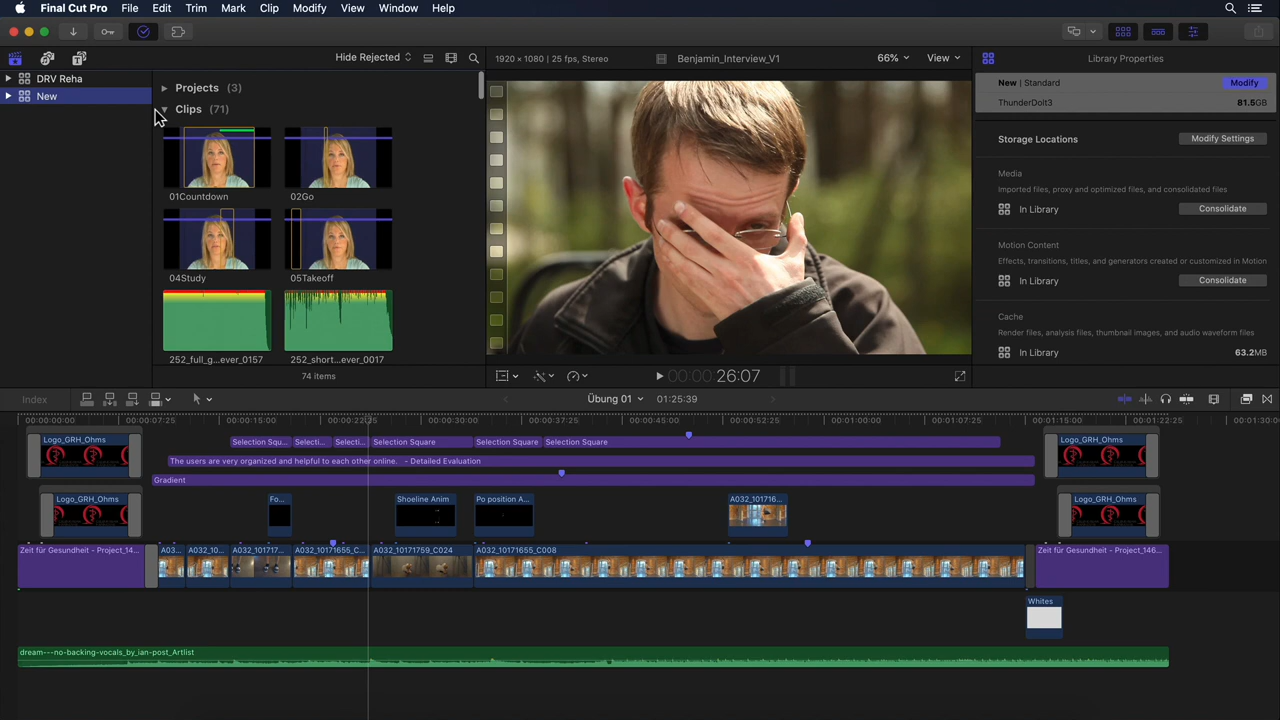 Final Cut Pro File Edit Trim Mark Clip Modify View Window Help
Hide Rejected
1920 × 1080 | 25 fps, Stereo
Benjamin_Interview_V1
66%
View
Library Properties
DRV Reha
New
Projects (3)
Clips (71)
01Countdown
02Go
04Study
05Takeoff
252_full_g...ever_0157
252_short...ever_0017
74 items
00:00:00:26:07
New | Standard
Modify
ThunderDolt3
81.5GB
Storage Locations
Modify Settings
Media
Imported files, proxy and optimized files, and consolidated files
In Library
Consolidate
Motion Content
Effects, transitions, titles, and generators created or customized in Motion
In Library
Consolidate
Cache
Render files, analysis files, thumbnail images, and audio waveform files
In Library
63.2MB
Index
Übung 01
01:25:39
00:00:00:00
00:00:07:25
00:00:15:00
00:00:22:25
00:00:30:00
00:00:37:25
00:00:45:00
00:00:52:25
00:01:00:00
00:01:07:25
00:01:15:00
00:01:22:25
00:01:30:00
Logo_GRH_Ohms
Selection Squ...
Selecti...
Selecti...
Selection Square
Selection Square
Selection Square
Logo_GRH_Ohms
The users are very organized and helpful to each other online. - Detailed Evaluation
Gradient
Logo_GRH_Ohms
Fo...
Shoeline Anim
Po position A...
A032_101716...
Logo_GRH_Ohms
Zeit für Gesundheit - Project_14...
A03...
A032_10...
A032_101717...
A032_10171655_C...
A032_10171759_C024
A032_10171655_C008
Zeit für Gesundheit - Project_146...
Whites
dream---no-backing-vocals_by_ian-post_Artlist